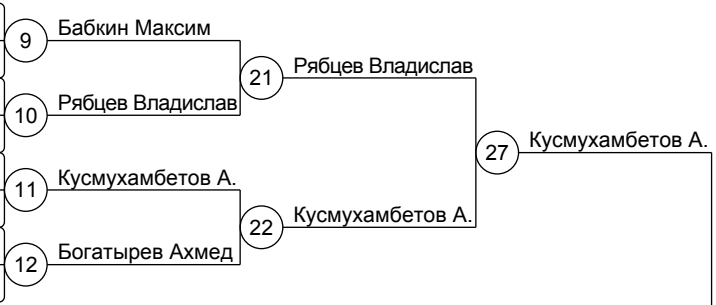 9
Бабкин Максим
21
Рябцев Владислав
10
Рябцев Владислав
27
Кусмухамбетов А.
11
Кусмухамбетов А.
22
Кусмухамбетов А.
12
Богатырев Ахмед